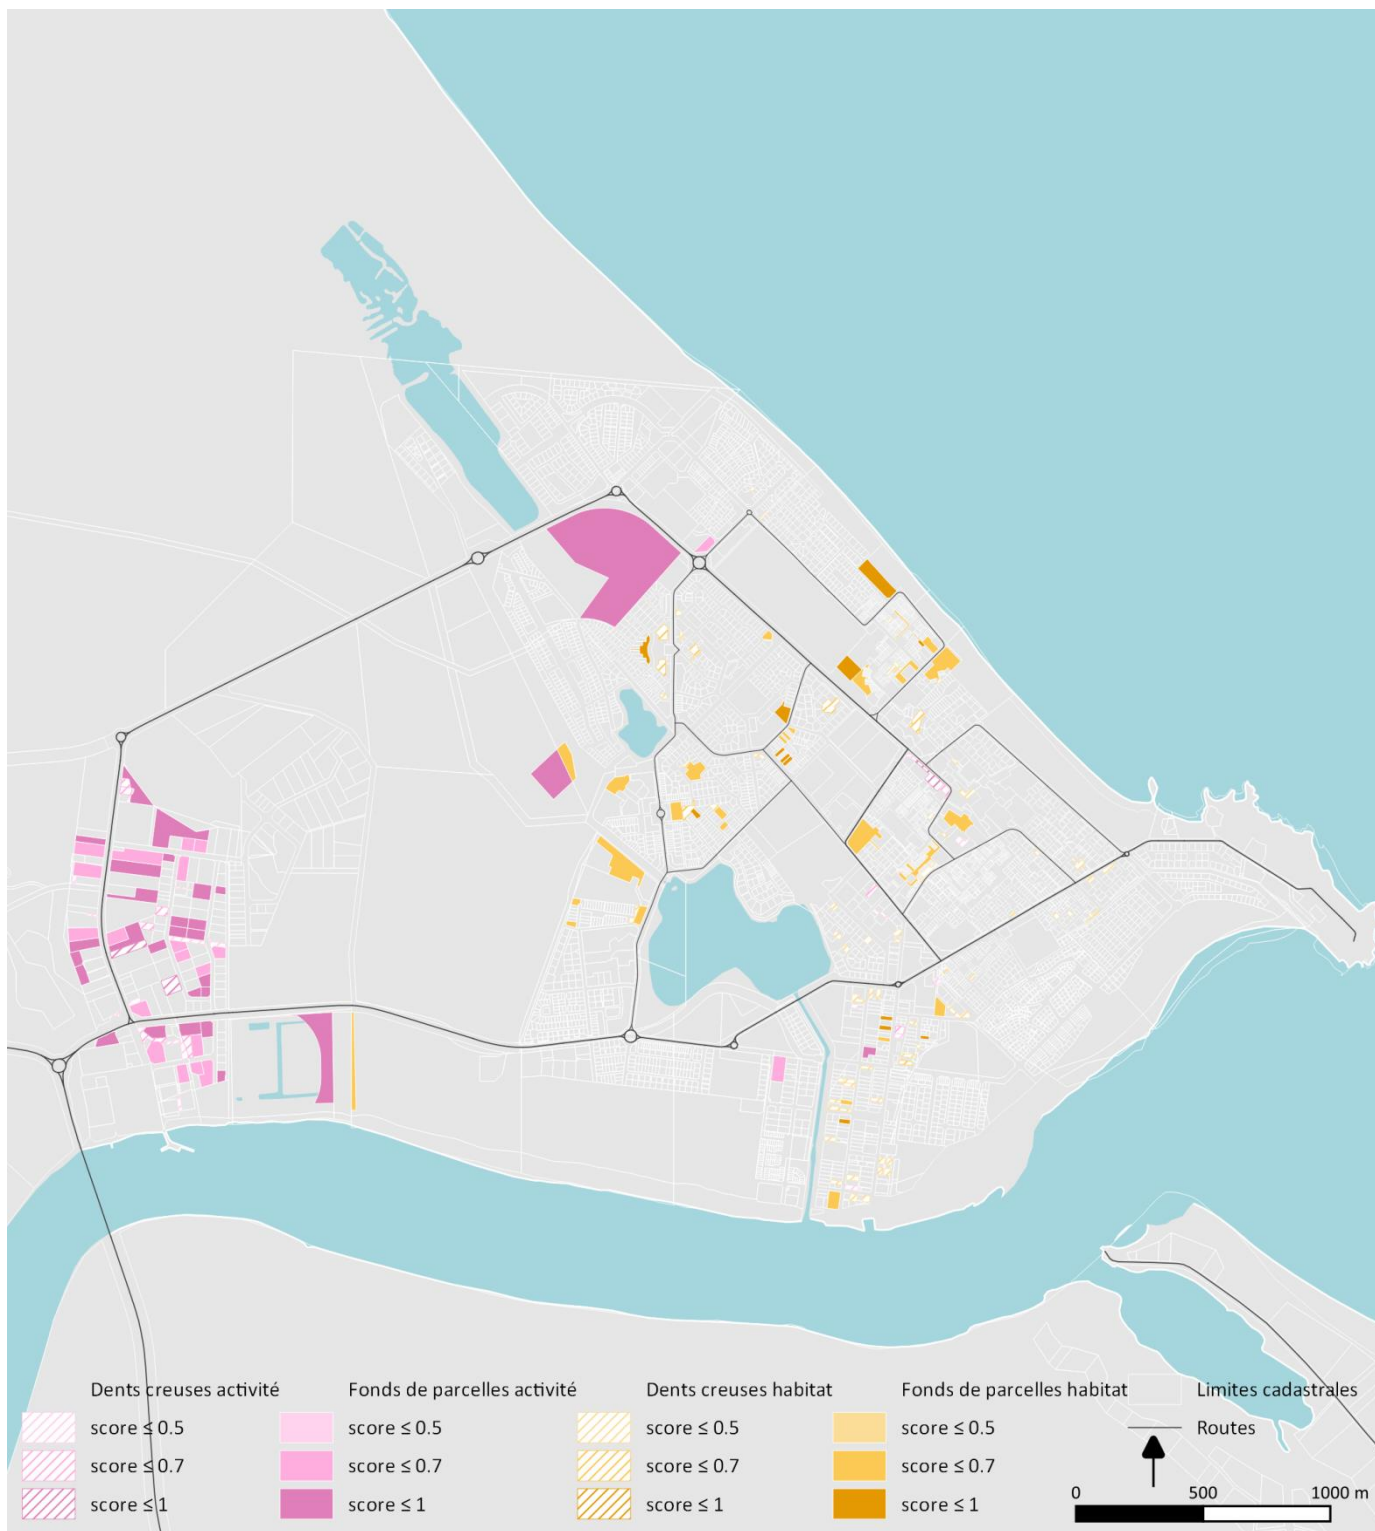 Dents creuses activité Fonds de parcelles activité Dents creuses habitat Fonds de parcelles habitat Limites cadastrales
score ≤ 0.5 score ≤ 0.5 score ≤ 0.5 score ≤ 0.5 Routes
score ≤ 0.7 score ≤ 0.7 score ≤ 0.7 score ≤ 0.7
0 500 1000 m
score ≤ 1 score ≤ 1 score ≤ 1 score ≤ 1